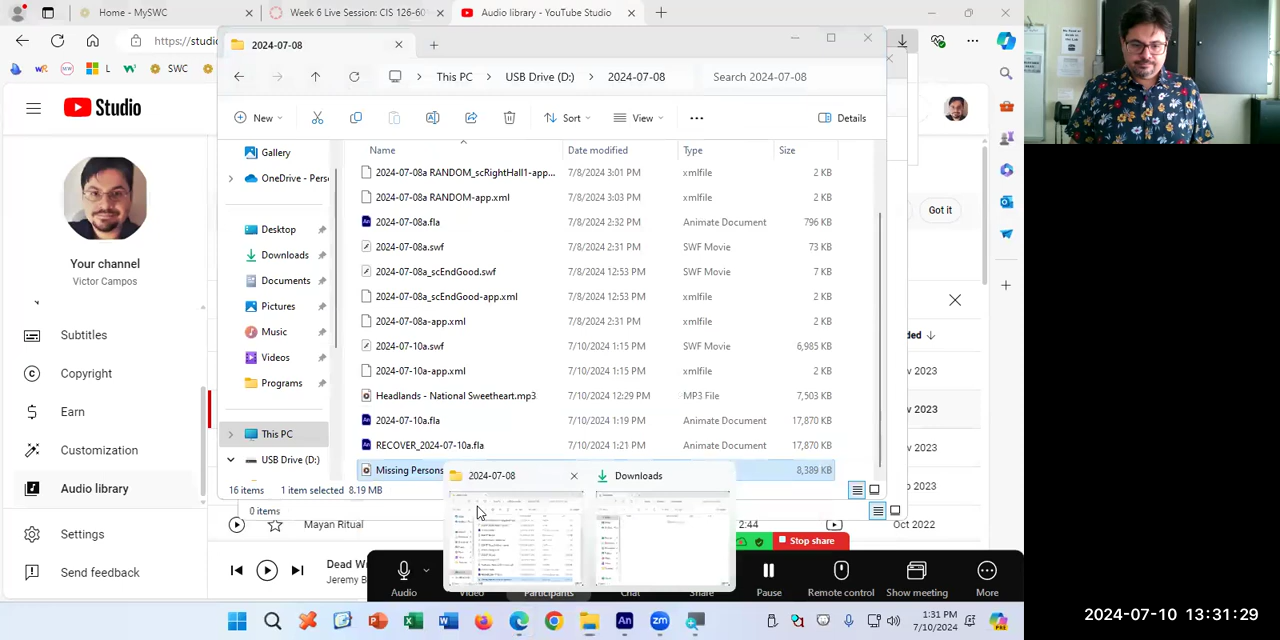 Home - MySWC
Week 6 Live Session: CIS 126-60
Audio library - YouTube Studio
https://studi
2024-07-08
PC
USB Drive (D:)
2024-07-08
Search 2024-07-08
L
SWC
New
Sort
View
Details
Studio
Gallery
OneDrive - Perso
Desktop
Downloads
Documents
Pictures
Music
Videos
Programs
This PC
USB Drive (D:)
Name
Date modified
Type
Size
2024-07-08a RANDOM_scRightHall1-app...
7/8/2024 3:01 PM
xmlfile
2 KB
2024-07-08a RANDOM-app.xml
7/8/2024 3:03 PM
xmlfile
2 KB
2024-07-08a.fla
7/8/2024 2:32 PM
Animate Document
796 KB
2024-07-08a.swf
7/8/2024 2:31 PM
SWF Movie
73 KB
2024-07-08a_scEndGood.swf
7/8/2024 12:53 PM
SWF Movie
7 KB
2024-07-08a_scEndGood-app.xml
7/8/2024 12:53 PM
xmlfile
2 KB
2024-07-08a-app.xml
7/8/2024 2:31 PM
xmlfile
2 KB
2024-07-10a.swf
7/10/2024 1:15 PM
SWF Movie
6,985 KB
2024-07-10a-app.xml
7/10/2024 1:15 PM
xmlfile
2 KB
Headlands - National Sweetheart.mp3
7/10/2024 12:29 PM
MP3 File
7,503 KB
2024-07-10a.fla
7/10/2024 1:19 PM
Animate Document
17,870 KB
RECOVER_2024-07-10a.fla
7/10/2024 1:21 PM
Animate Document
17,870 KB
Missing Persons
8,389 KB
16 items
1 item selected 8.19 MB
0 items
2024-07-08
Downloads
Your channel
Victor Campos
Subtitles
Copyright
Earn
Customization
Audio library
Settings
Send feedback
Got it
ded
v 2023
v 2023
v 2023
p 2023
Mayan Ritual
2:44
Oct 2022
Dead W
Jeremy B
Stop share
Audio
Video
Participants
Chat
Share
Pause
Remote control
Show meeting
More
1:31 PM
7/10/2024
2024-07-10 13:31:29